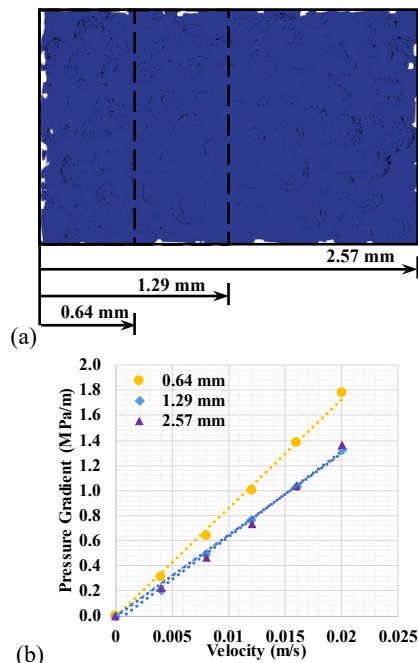 2.57 mm
1.29 mm
0.64 mm
(a)
2.0
1.8
1.6
1.4
1.2
1.0
0.8
0.6
0.4
0.2
0.0
Pressure Gradient (MPa/m)
0.64 mm
1.29 mm
2.57 mm
0 0.005 0.01 0.015 0.02 0.025
Velocity (m/s)
(b)